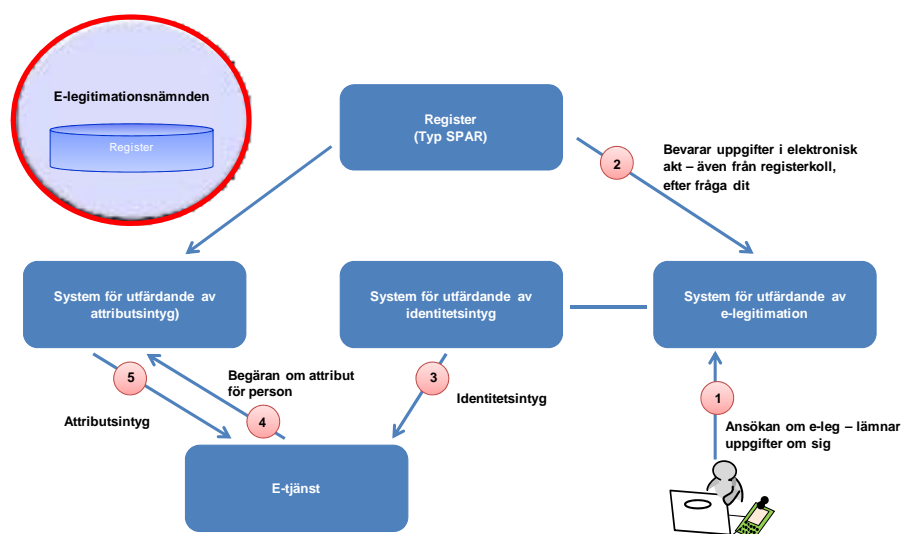 E-legitimationsnämnden
Register
Register
(Typ SPAR)
2
Bevarar uppgifter i elektronisk
akt – även från registerkoll,
efter fråga dit
System för utfärdande av
attributsintyg)
System för utfärdande av
identitetsintyg
System för utfärdande av
e-legitimation
5
Attributsintyg
Begäran om attribut
för person
4
3
Identitetsintyg
1
Ansökan om e-leg – lämnar
uppgifter om sig
E-tjänst